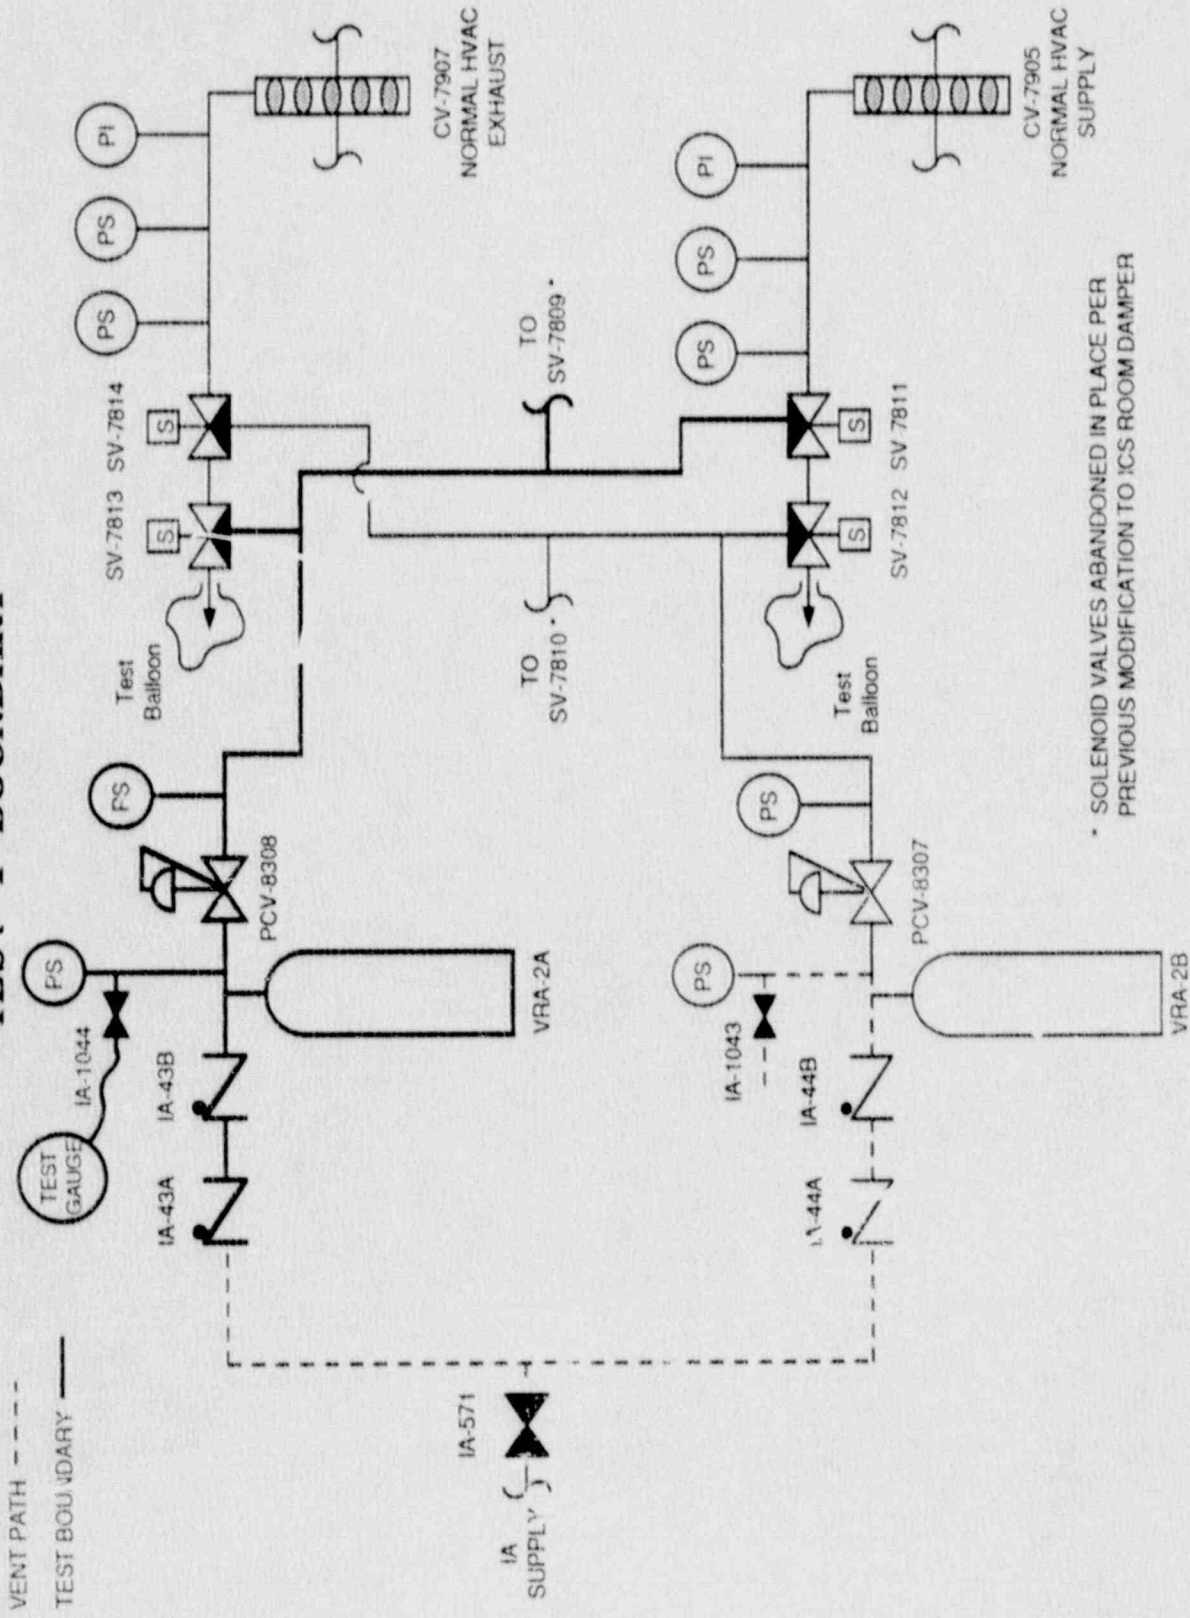 VENT PATH
TEST BOUNDARY
IA
SUPPLY
IA-571
TEST
GAUGE
IA-1044
PS
IA-43A
IA-43B
VRA-2A
PCV-8308
PS
Test
Balloon
SV-7813
SV-7814
S
S
PS
PS
PI
CV-7907
NORMAL HVAC
EXHAUST
TO
SV-7810 *
TO
SV-7809 *
IA-44B
IA-1043
PS
VRA-2B
PCV-8307
PS
Test
Balloon
SV-7812
SV 7811
S
S
PS
PS
PI
CV-7905
NORMAL HVAC
SUPPLY
* SOLENOID VALVES ABANDONED IN PLACE PER
PREVIOUS MODIFICATION TO ICS ROOM DAMPER